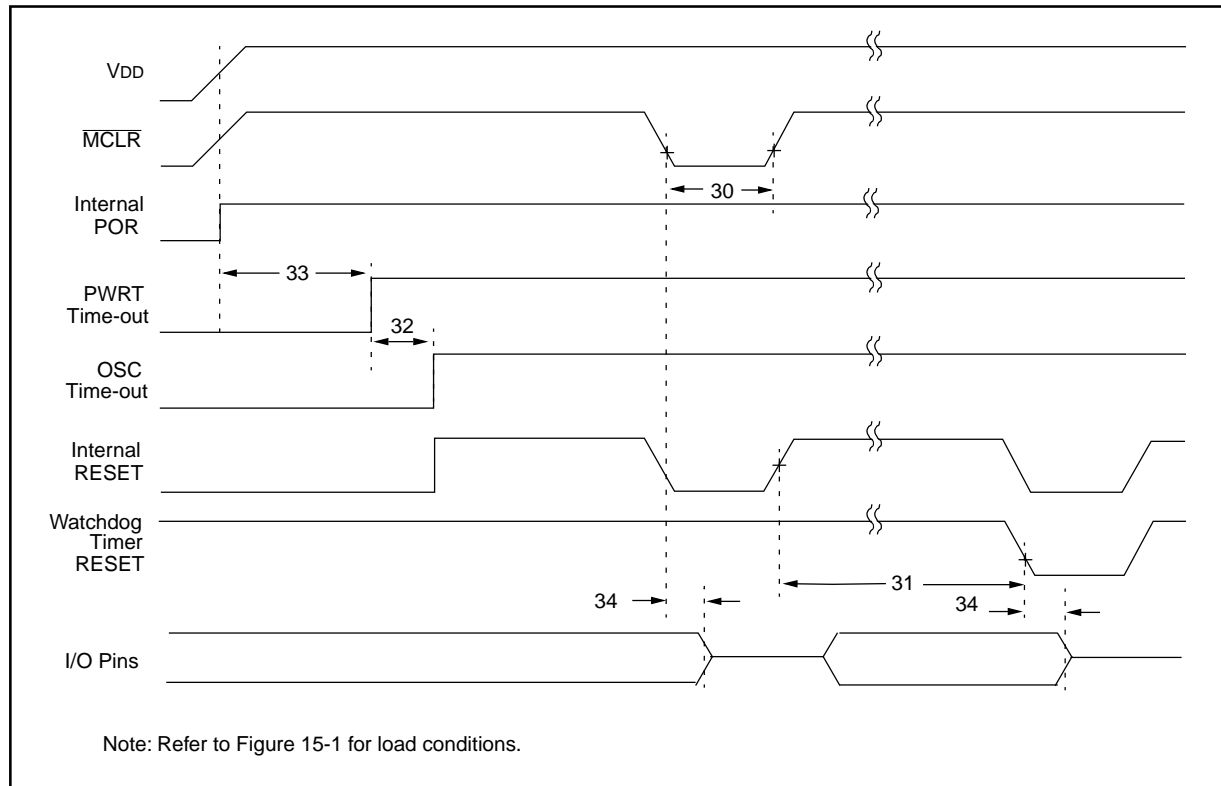 VDD
MCLR
30
Internal
POR
33
PWRT
Time-out
32
OSC
Time-out
Internal
RESET
Watchdog
Timer
RESET
31
34
34
I/O Pins
Note: Refer to Figure 15-1 for load conditions.